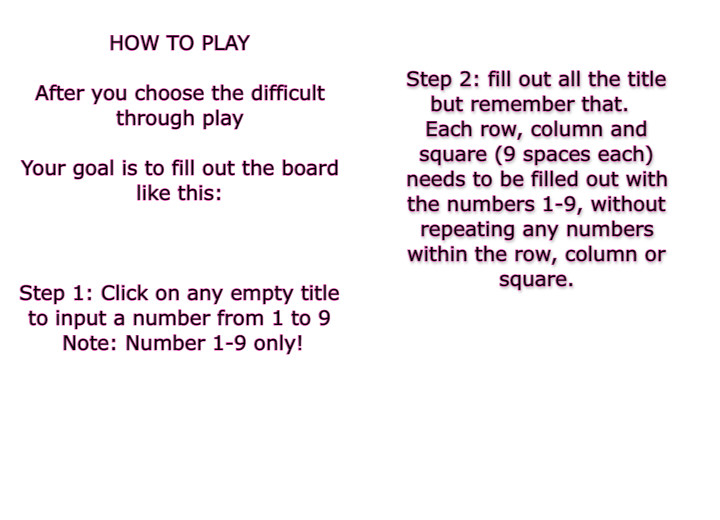 HOW TO PLAY
After you choose the difficult
through play
Your goal is to fill out the board
like this:
Step 1: Click on any empty title
to input a number from 1 to 9
Note: Number 1-9 only!
Step 2: fill out all the title
but remember that.
Each row, column and
square (9 spaces each)
needs to be filled out with
the numbers 1-9, without
repeating any numbers
within the row, column or
square.